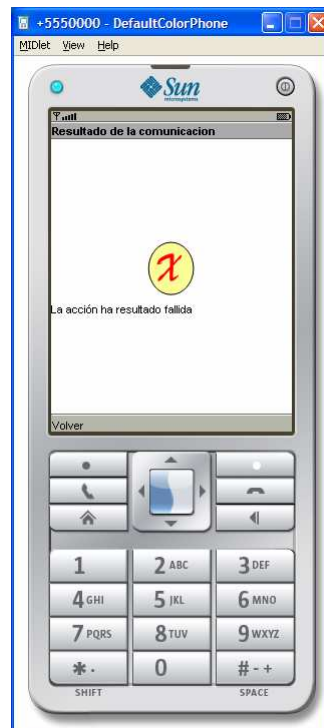 +5550000 - DefaultColorPhone
MIDlet View Help
Sun
microsystems
Resultado de la comunicacion
x
La acción ha resultado fallida
Volver
1 2 ABC 3 DEF
4 GHI 5 JKL 6 MNO
7 PQRS 8 TUV 9 WXYZ
* . 0 # - +
SHIFT SPACE